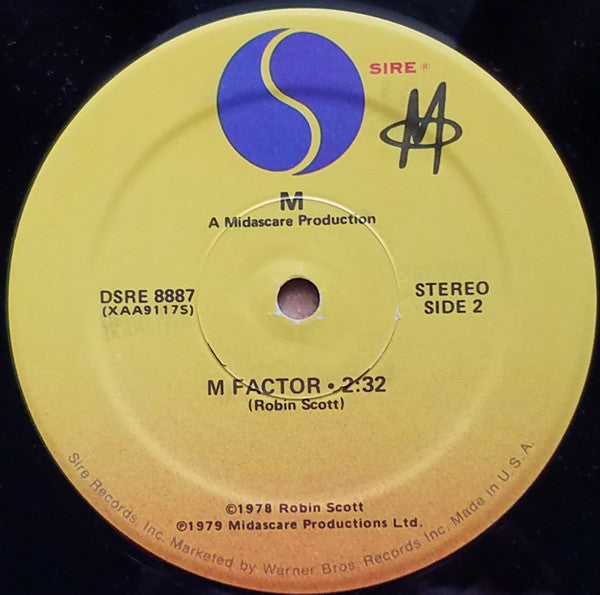 SIRE ®
M
M
A Midascare Production
DSRE 8887
(XAA9117S)
STEREO
SIDE 2
M FACTOR • 2:32
(Robin Scott)
©1978 Robin Scott
℗1979 Midascare Productions Ltd.
Sire Records, Inc. Marketed by Warner Bros. Records Inc. Made in U.S.A.